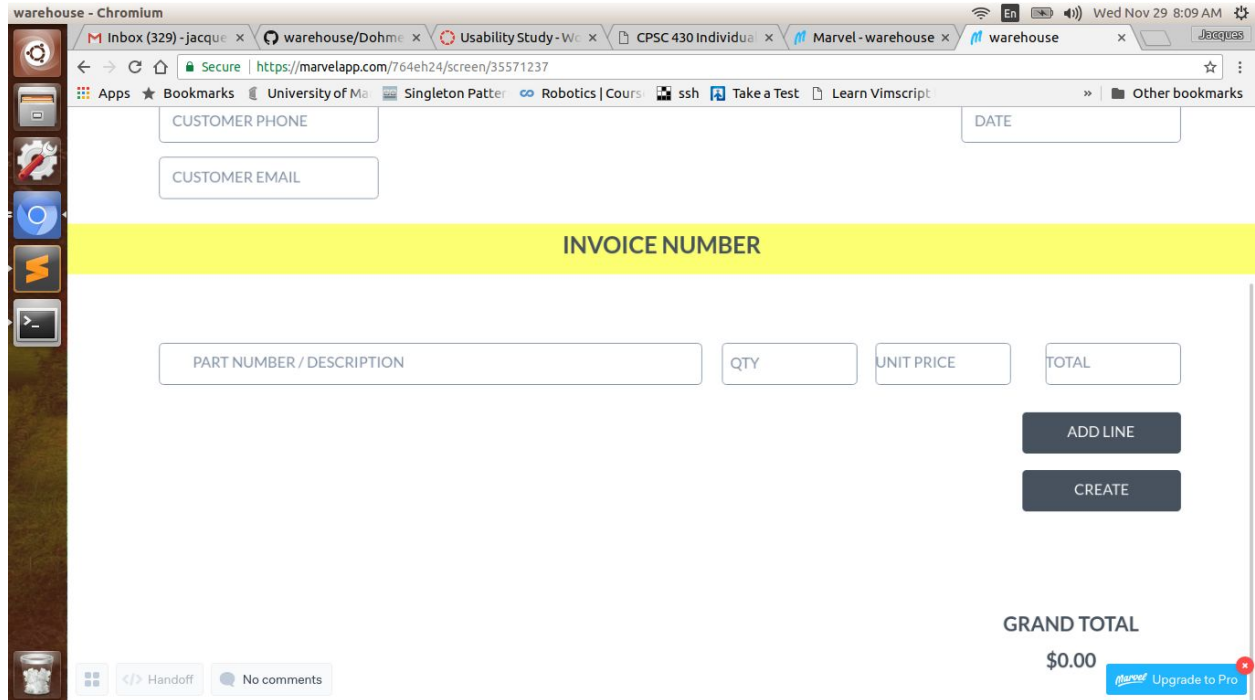 warehouse - Chromium
En
Wed Nov 29 8:09 AM
Inbox (329) - jacque
warehouse/Dohme
Usability Study - Wo
CPSC 430 Individual
Marvel - warehouse
warehouse
Jacques
Secure | https://marvelapp.com/764eh24/screen/35571237
Apps
Bookmarks
University of Ma
Singleton Patter
Robotics | Cours
ssh
Take a Test
Learn Vimscript
»
Other bookmarks
CUSTOMER PHONE
DATE
CUSTOMER EMAIL
INVOICE NUMBER
PART NUMBER / DESCRIPTION
QTY
UNIT PRICE
TOTAL
ADD LINE
CREATE
GRAND TOTAL
$0.00
</> Handoff
No comments
Marvel Upgrade to Pro